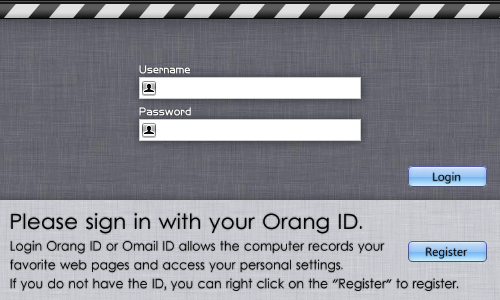 Username
Password
Login
Please sign in with your Orang ID.
Login Orang ID or Omail ID allows the computer records your
favorite web pages and access your personal settings.
If you do not have the ID, you can right click on the "Register" to register.
Register